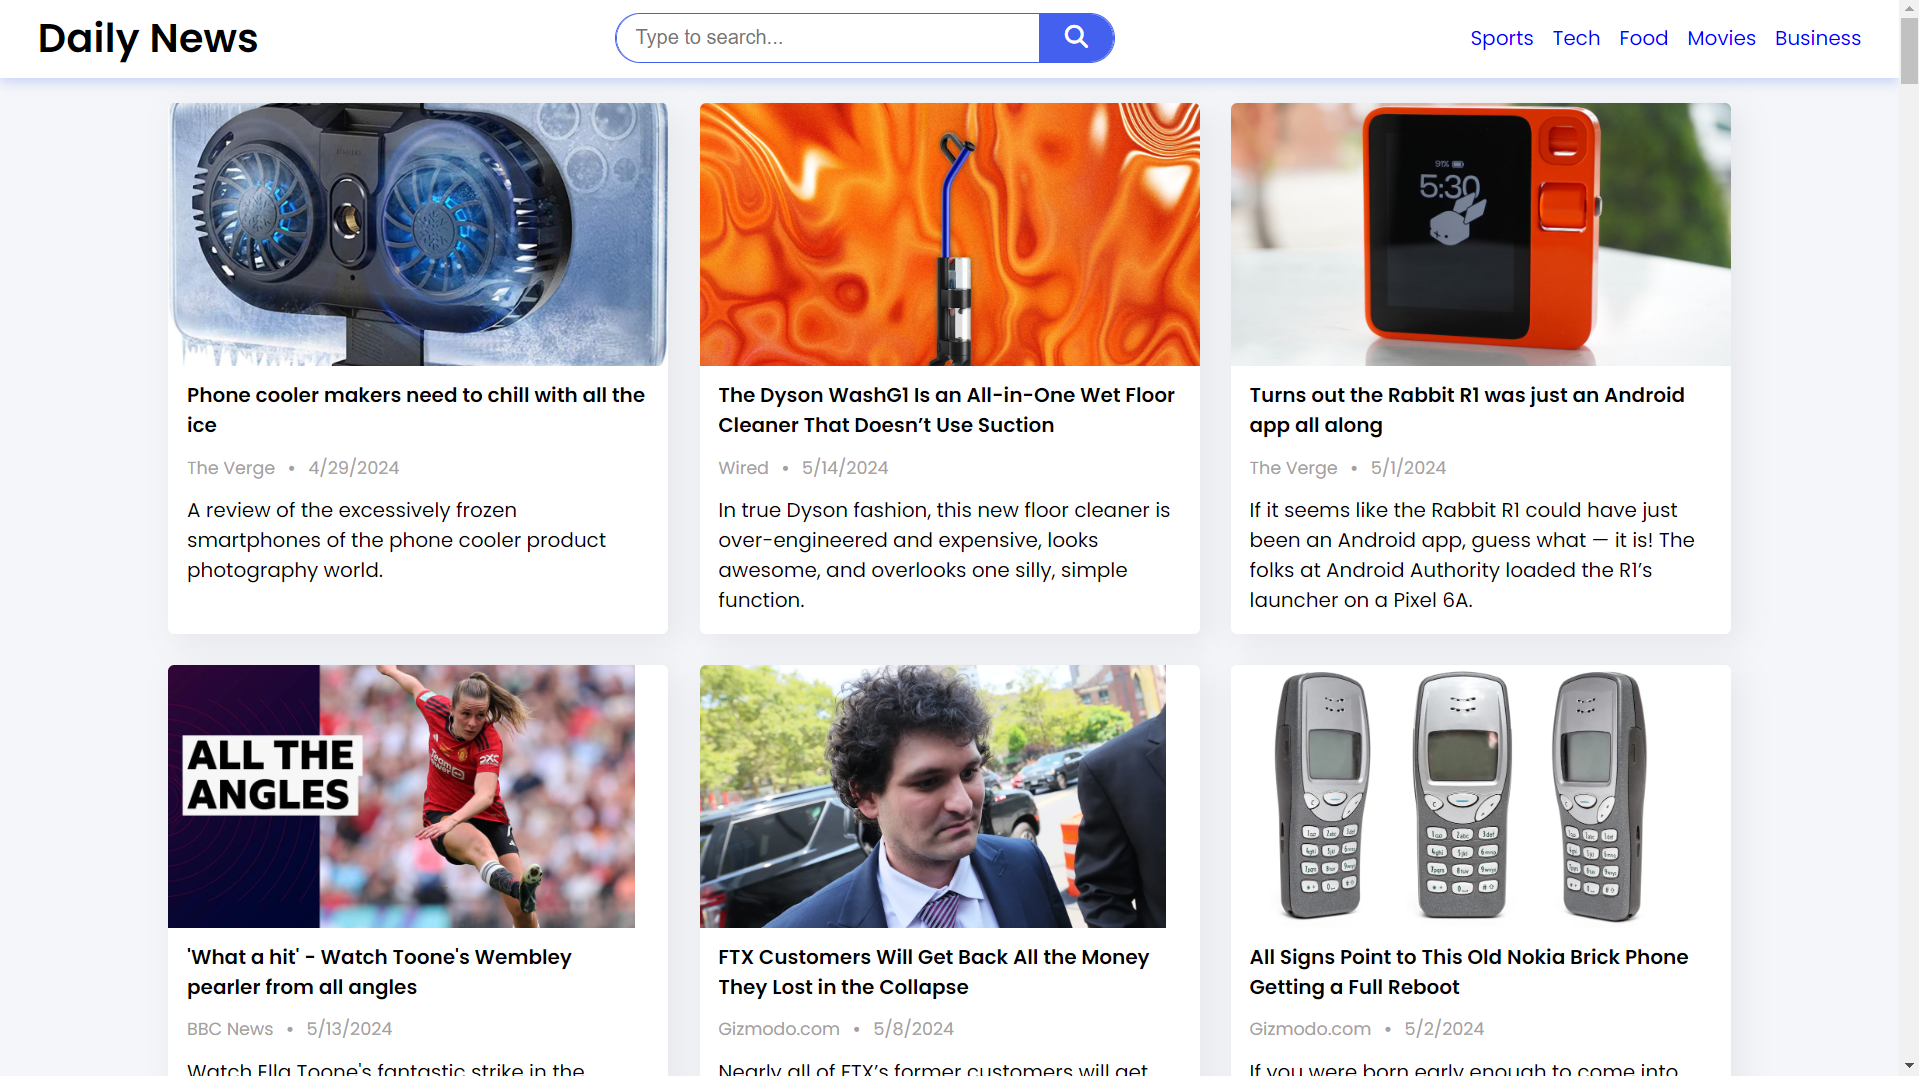 Daily News
Type to search...
Sports Tech Food Movies Business
91%
5:30
Phone cooler makers need to chill with all the
ice
The Verge • 4/29/2024
A review of the excessively frozen
smartphones of the phone cooler product
photography world.
The Dyson WashG1 Is an All-in-One Wet Floor
Cleaner That Doesn’t Use Suction
Wired • 5/14/2024
In true Dyson fashion, this new floor cleaner is
over-engineered and expensive, looks
awesome, and overlooks one silly, simple
function.
Turns out the Rabbit R1 was just an Android
app all along
The Verge • 5/1/2024
If it seems like the Rabbit R1 could have just
been an Android app, guess what — it is! The
folks at Android Authority loaded the R1’s
launcher on a Pixel 6A.
ALL THE
ANGLES
'What a hit' - Watch Toone's Wembley
pearler from all angles
BBC News • 5/13/2024
Watch Ella Toone's fantastic strike in the
FTX Customers Will Get Back All the Money
They Lost in the Collapse
Gizmodo.com • 5/8/2024
Nearly all of FTX’s former customers will get
All Signs Point to This Old Nokia Brick Phone
Getting a Full Reboot
Gizmodo.com • 5/2/2024
If you were born early enough to come into